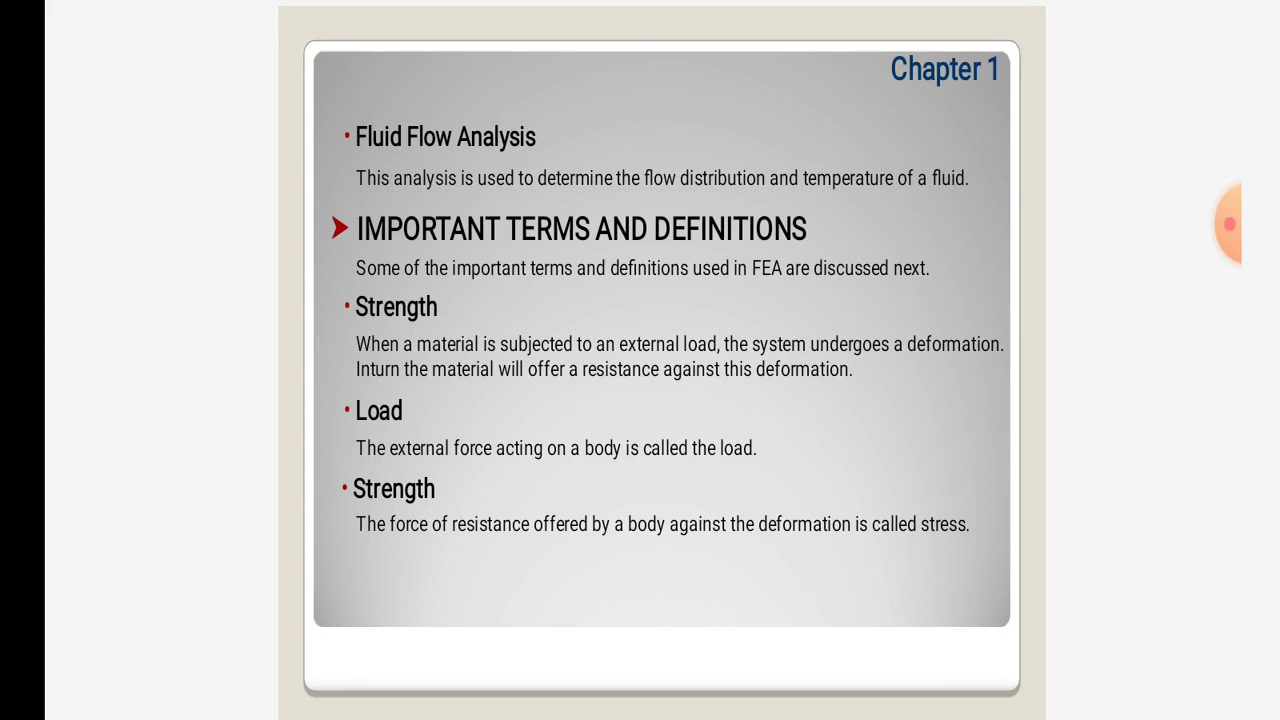 Chapter 1
• Fluid Flow Analysis
This analysis is used to determine the flow distribution and temperature of a fluid.
➤ IMPORTANT TERMS AND DEFINITIONS
Some of the important terms and definitions used in FEA are discussed next.
• Strength
When a material is subjected to an external load, the system undergoes a deformation.
Inturn the material will offer a resistance against this deformation.
• Load
The external force acting on a body is called the load.
• Strength
The force of resistance offered by a body against the deformation is called stress.